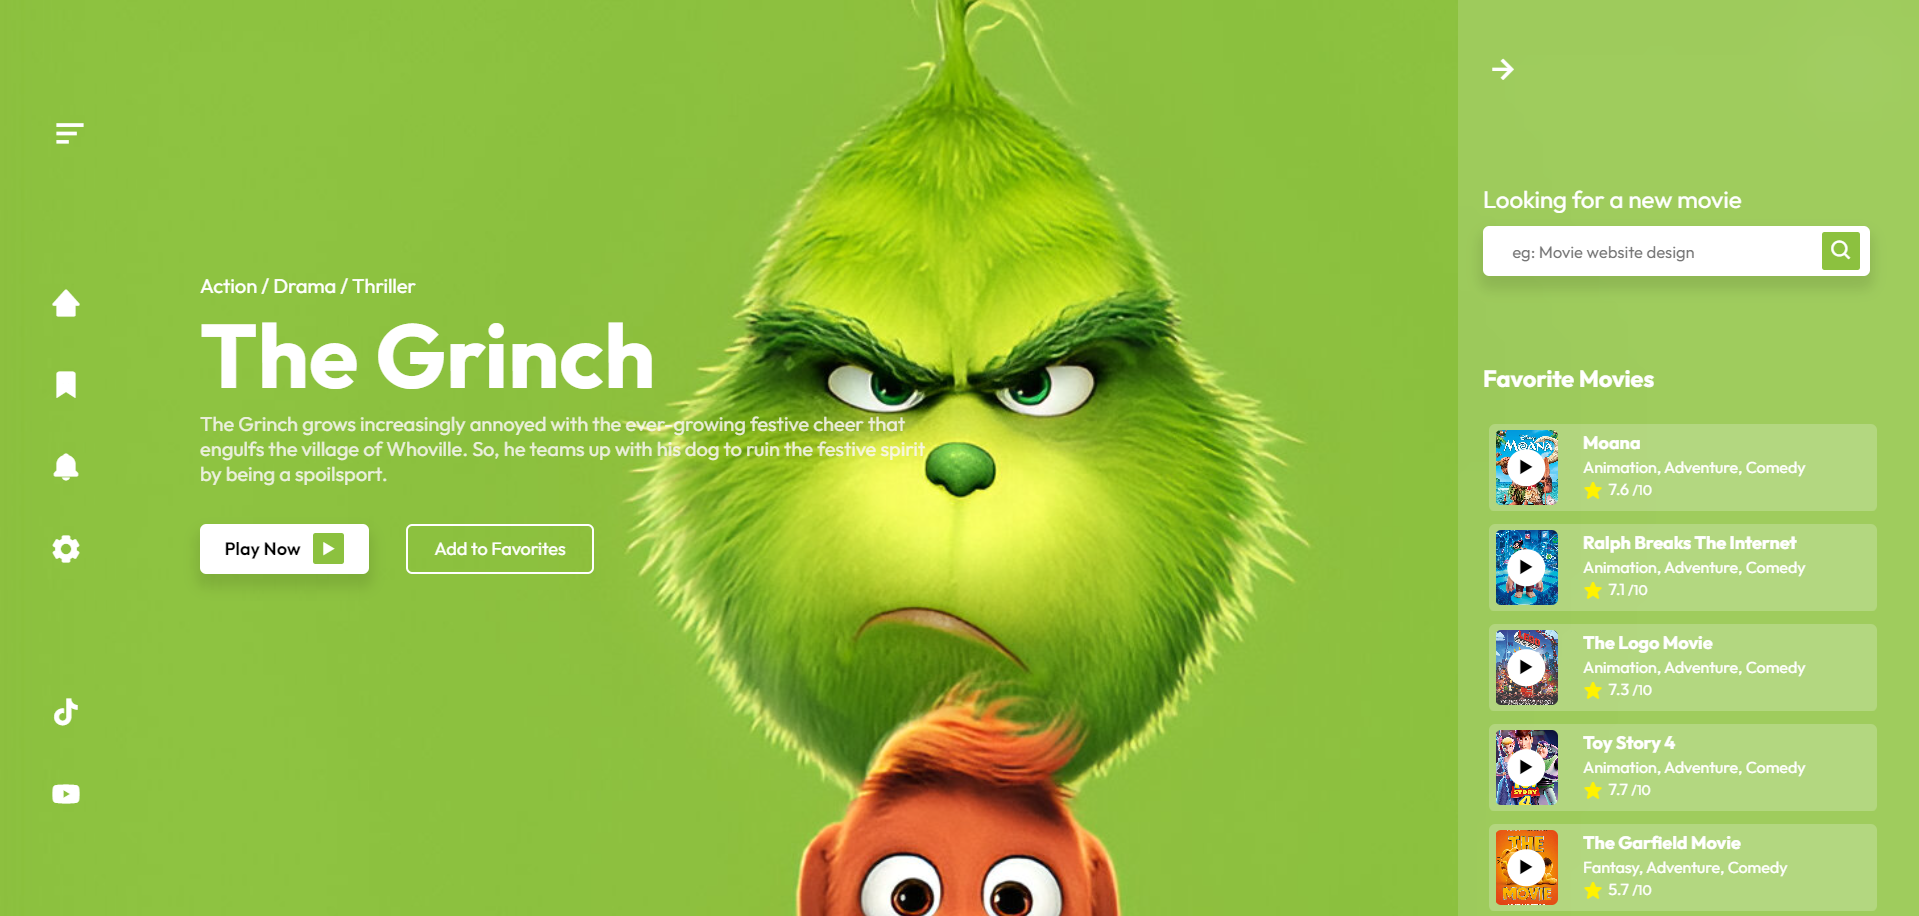 Action / Drama / Thriller
The Grinch
The Grinch grows increasingly annoyed with the ever-growing festive cheer that
engulfs the village of Whoville. So, he teams up with his dog to ruin the festive spirit
by being a spoilsport.
Play Now
Add to Favorites
Looking for a new movie
eg: Movie website design
Favorite Movies
MOANA
Moana
Animation, Adventure, Comedy
7.6 /10
Ralph Breaks The Internet
Animation, Adventure, Comedy
7.1 /10
The Logo Movie
Animation, Adventure, Comedy
7.3 /10
STORY
4
Toy Story 4
Animation, Adventure, Comedy
7.7 /10
THE
MOVIE
The Garfield Movie
Fantasy, Adventure, Comedy
5.7 /10